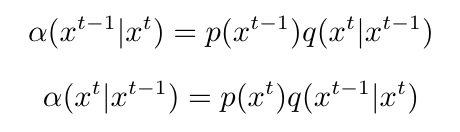 α(x^{t−1}|x^t) = p(x^{t−1})q(x^t|x^{t−1})
α(x^t|x^{t−1}) = p(x^t)q(x^{t−1}|x^t)